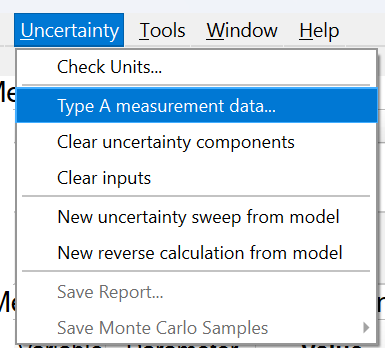 Uncertainty Tools Window Help
Check Units...
Type A measurement data...
Clear uncertainty components
Clear inputs
New uncertainty sweep from model
New reverse calculation from model
Save Report...
Save Monte Carlo Samples